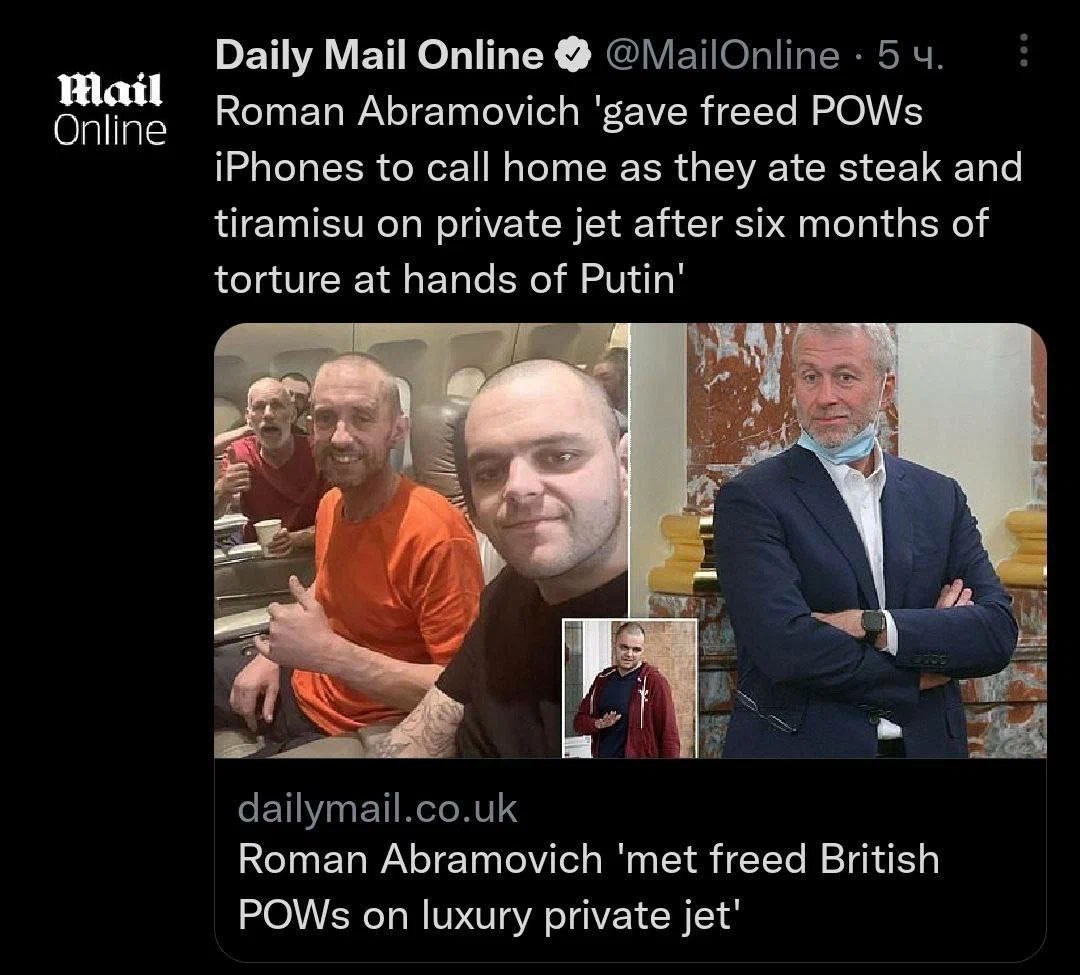 Mail
Online
Daily Mail Online @MailOnline · 5 ч.
Roman Abramovich 'gave freed POWs
iPhones to call home as they ate steak and
tiramisu on private jet after six months of
torture at hands of Putin'
dailymail.co.uk
Roman Abramovich 'met freed British
POWs on luxury private jet'